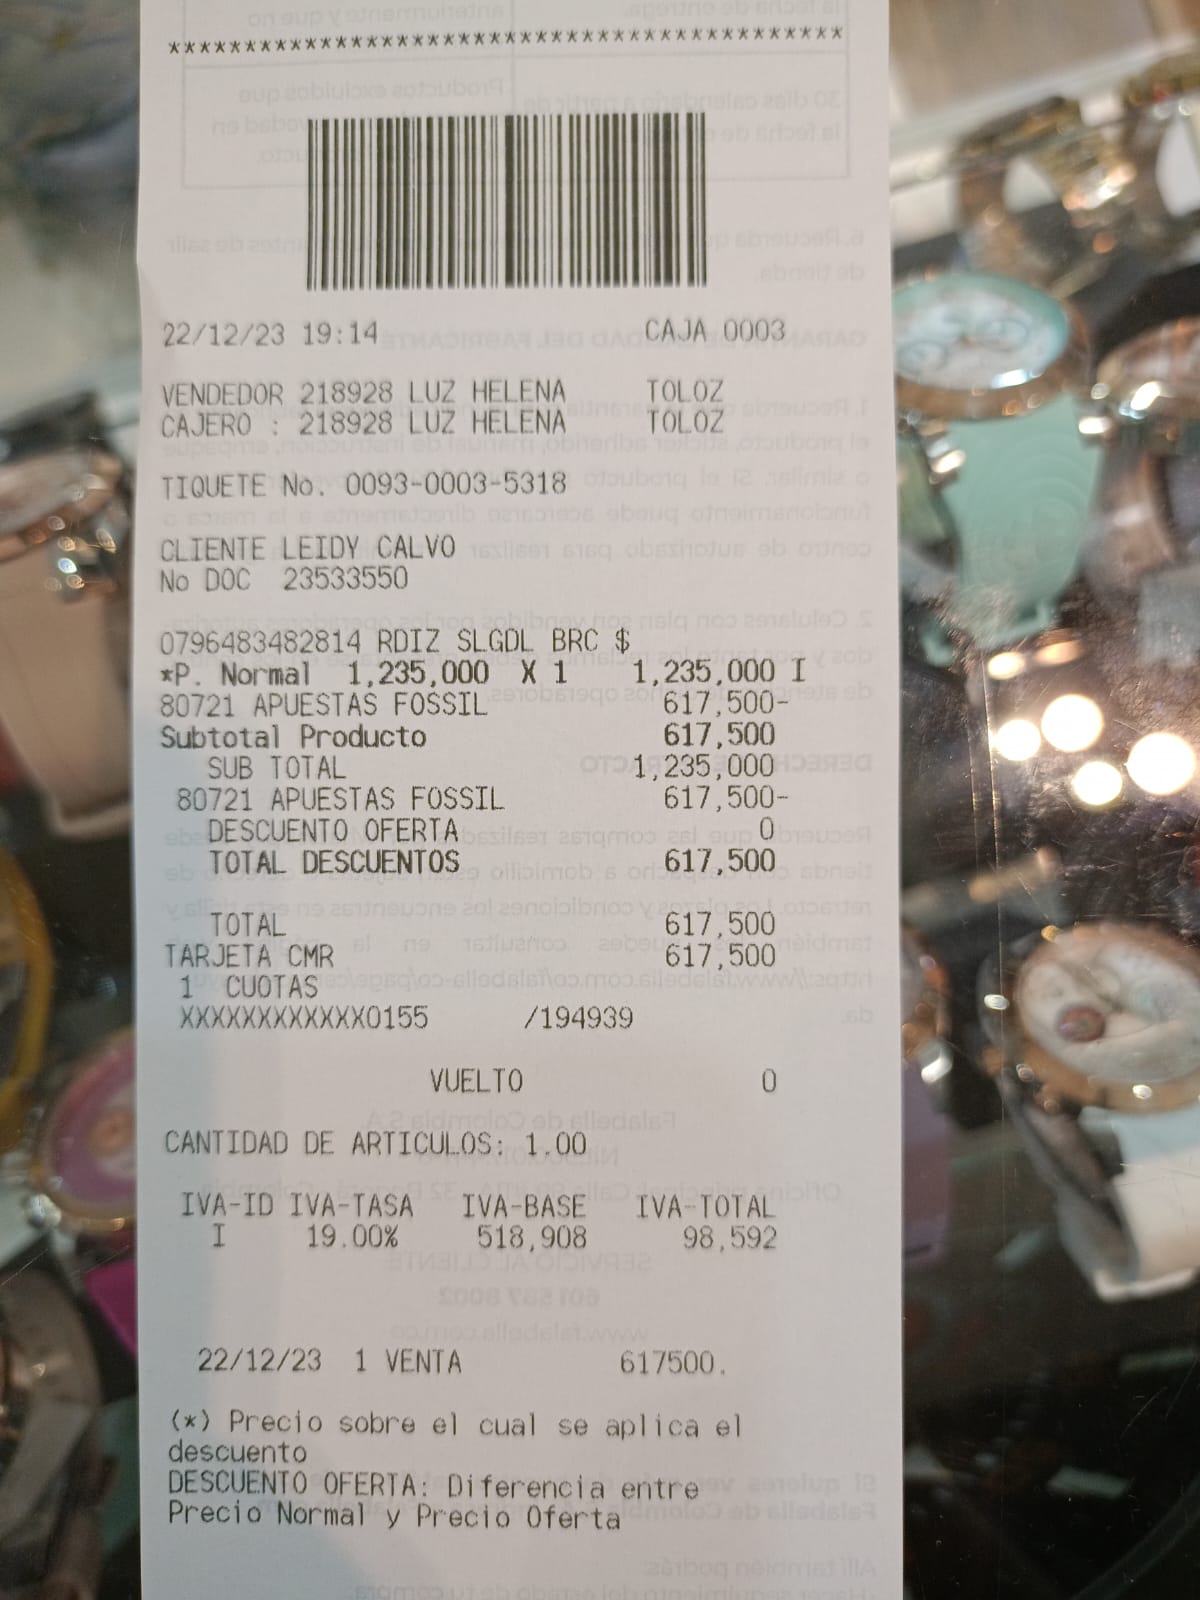 ******************************************
22/12/23 19:14 CAJA 0003
VENDEDOR 218928 LUZ HELENA TOLOZ
CAJERO : 218928 LUZ HELENA TOLOZ
TIQUETE No. 0093-0003-5318
CLIENTE LEIDY CALVO
No DOC 23533550
0796483482814 RDIZ SLGDL BRC $
*P. Normal 1,235,000 X 1 1,235,000 I
80721 APUESTAS FOSSIL 617,500-
Subtotal Producto 617,500
SUB TOTAL 1,235,000
80721 APUESTAS FOSSIL 617,500-
DESCUENTO OFERTA 0
TOTAL DESCUENTOS 617,500
TOTAL 617,500
TARJETA CMR 617,500
1 CUOTAS
XXXXXXXXXXXX0155 /194939
VUELTO 0
CANTIDAD DE ARTICULOS: 1.00
IVA-ID IVA-TASA IVA-BASE IVA-TOTAL
I 19.00% 518,908 98,592
22/12/23 1 VENTA 617500.
(*) Precio sobre el cual se aplica el
descuento
DESCUENTO OFERTA: Diferencia entre
Precio Normal y Precio Oferta